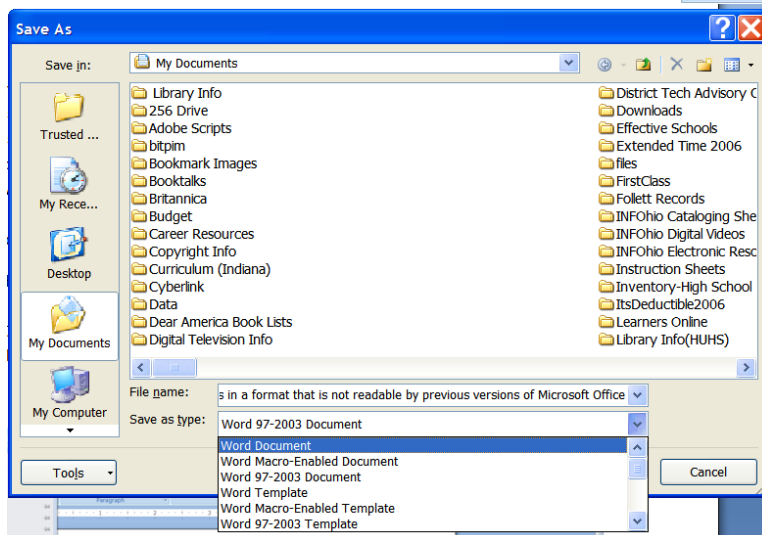 Save As
Save in:
My Documents
Trusted ...
My Rece...
Desktop
My Documents
My Computer
Library Info
256 Drive
Adobe Scripts
bitpim
Bookmark Images
Booktalks
Britannica
Budget
Career Resources
Copyright Info
Curriculum (Indiana)
Cyberlink
Data
Dear America Book Lists
Digital Television Info
District Tech Advisory C
Downloads
Effective Schools
Extended Time 2006
files
FirstClass
Follett Records
INFOhio Cataloging She
INFOhio Digital Videos
INFOhio Electronic Resc
Instruction Sheets
Inventory-High School
ItsDeductible2006
Learners Online
Library Info(HUHS)
File name:
s in a format that is not readable by previous versions of Microsoft Office
Save as type:
Word 97-2003 Document
Word Document
Word Macro-Enabled Document
Word 97-2003 Document
Word Template
Word Macro-Enabled Template
Word 97-2003 Template
Tools
Cancel
Paragraph